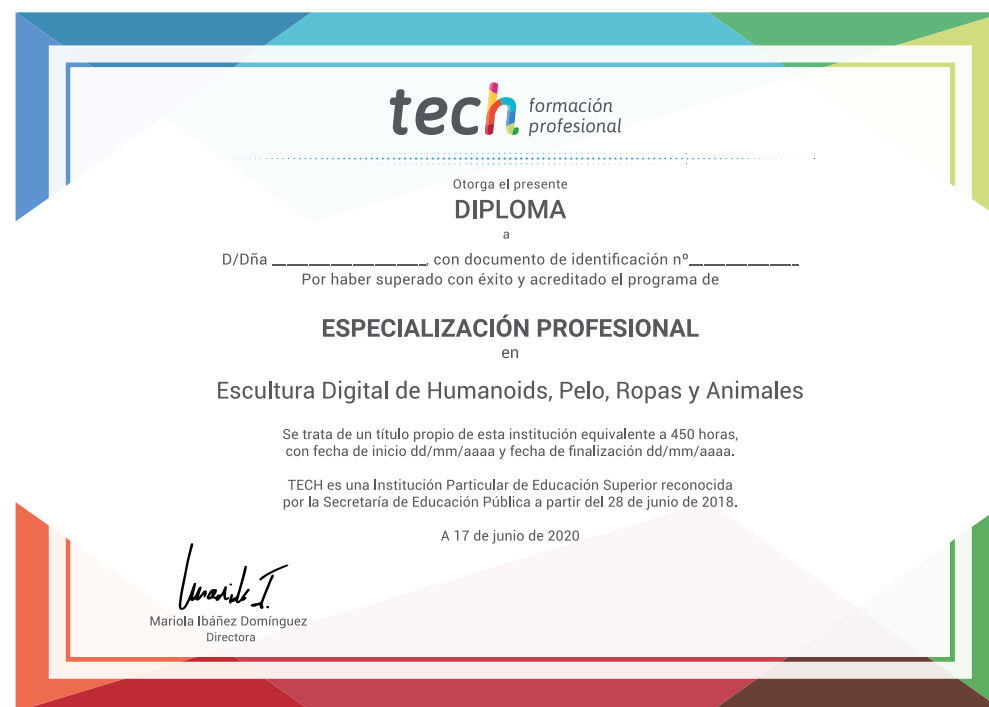 tech formación
profesional
Otorga el presente
DIPLOMA
a
D/Dña ____________________, con documento de identificación nº______________
Por haber superado con éxito y acreditado el programa de
ESPECIALIZACIÓN PROFESIONAL
en
Escultura Digital de Humanoids, Pelo, Ropas y Animales
Se trata de un título propio de esta institución equivalente a 450 horas,
con fecha de inicio dd/mm/aaaa y fecha de finalización dd/mm/aaaa.
TECH es una Institución Particular de Educación Superior reconocida
por la Secretaría de Educación Pública a partir del 28 de junio de 2018.
A 17 de junio de 2020
Mariola Ibáñez Domínguez
Directora